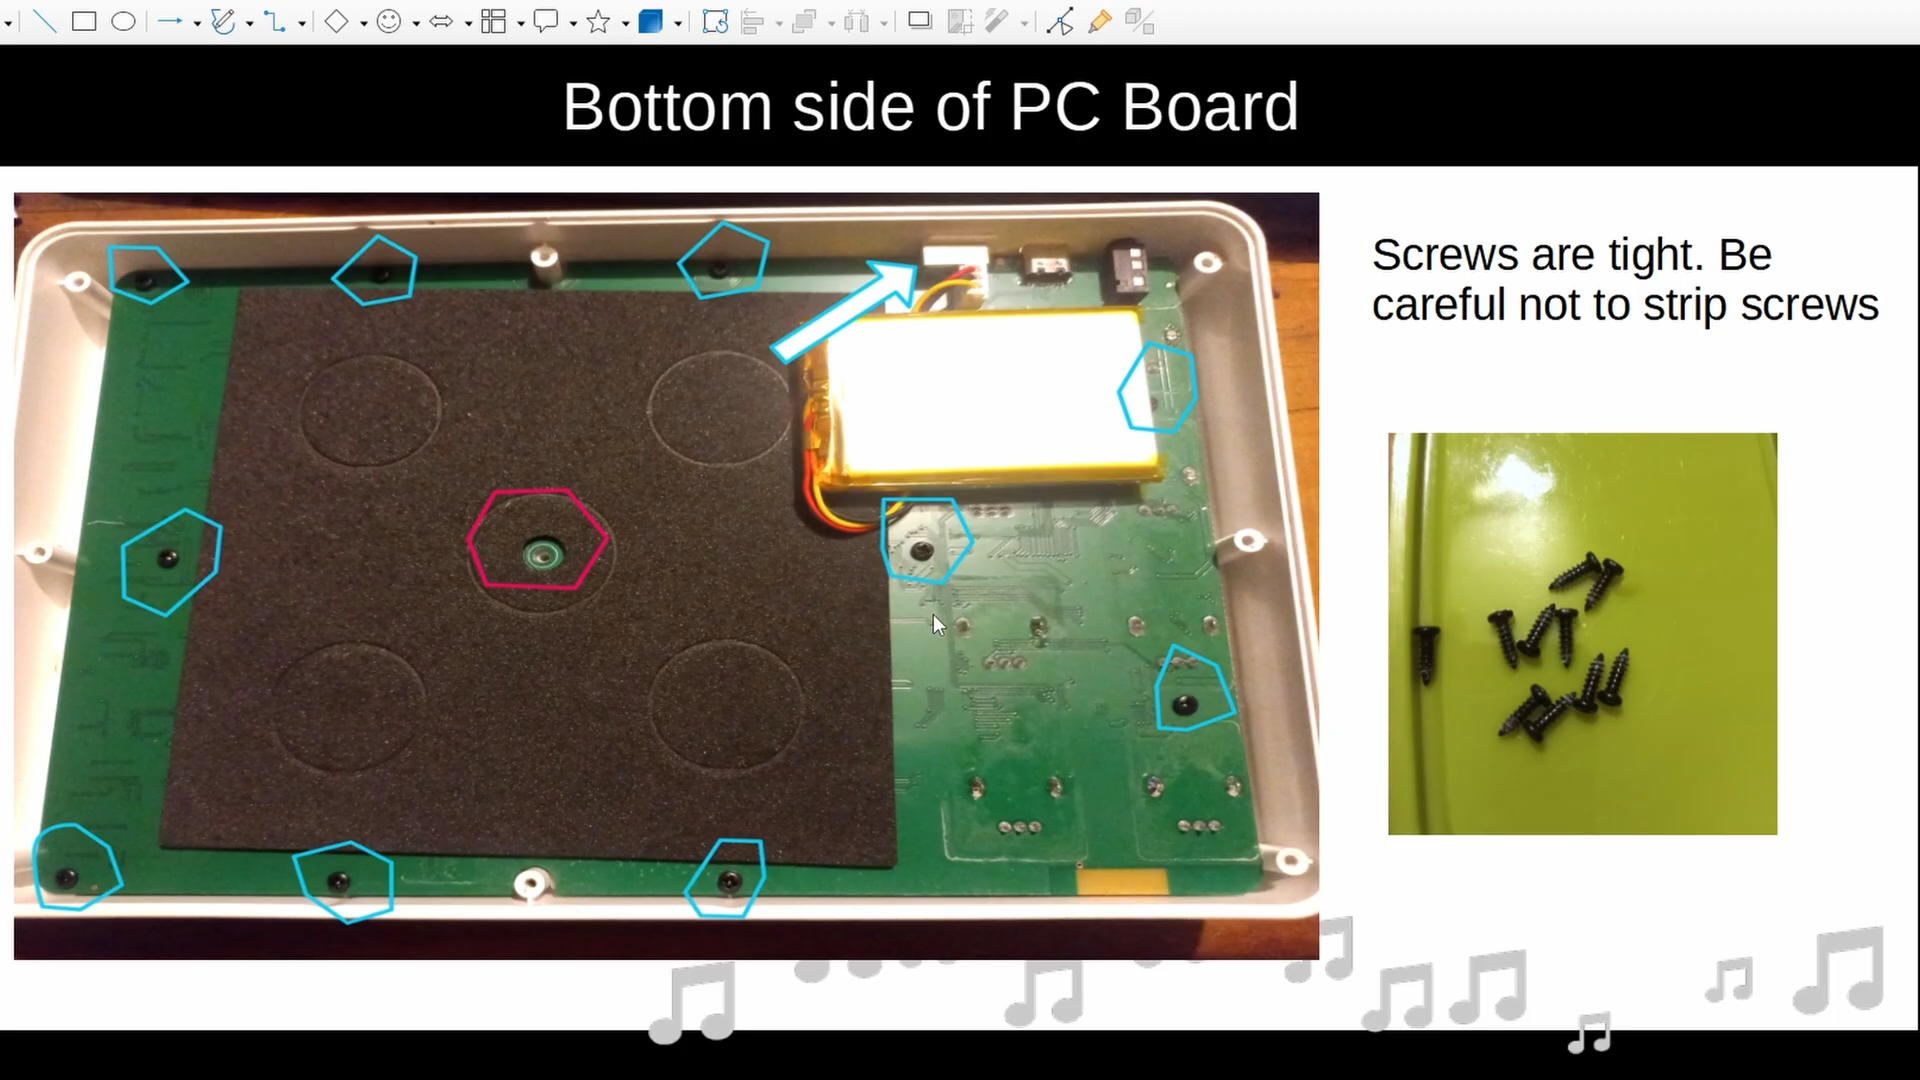 Bottom side of PC Board
Screws are tight. Be
careful not to strip screws